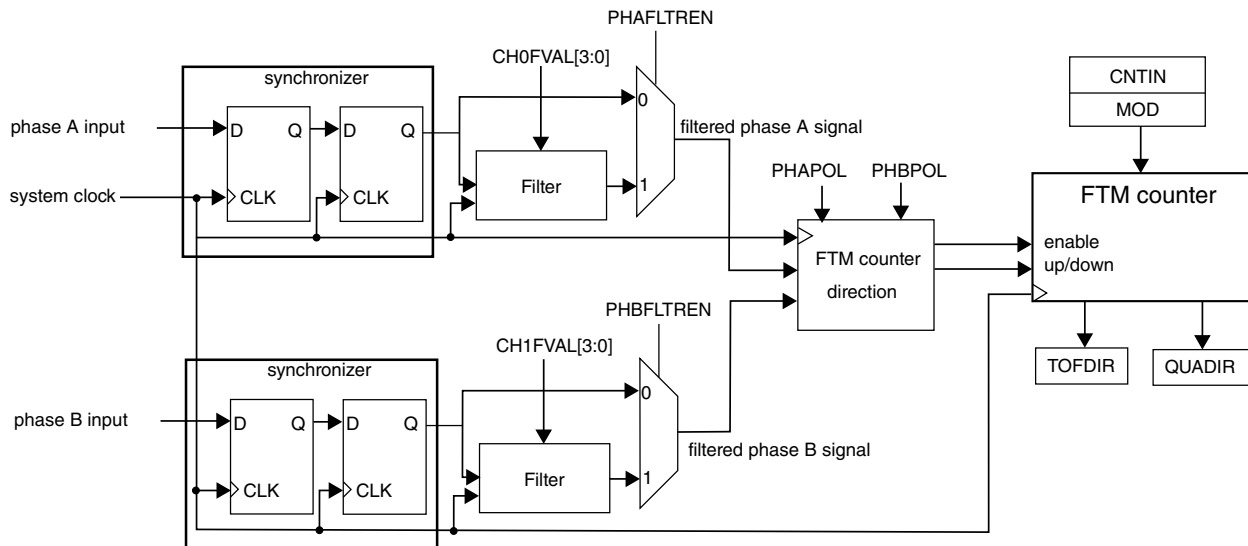 PHAFLTREN
CH0FVAL[3:0]
synchronizer
CNTIN
MOD
0
phase A input
D
Q
D
Q
filtered phase A signal
Filter
1
PHAPOL
PHBPOL
system clock
CLK
CLK
FTM counter
enable
up/down
FTM counter
direction
PHBFLTREN
CH1FVAL[3:0]
synchronizer
TOFDIR
QUADIR
0
phase B input
D
Q
D
Q
filtered phase B signal
Filter
1
CLK
CLK